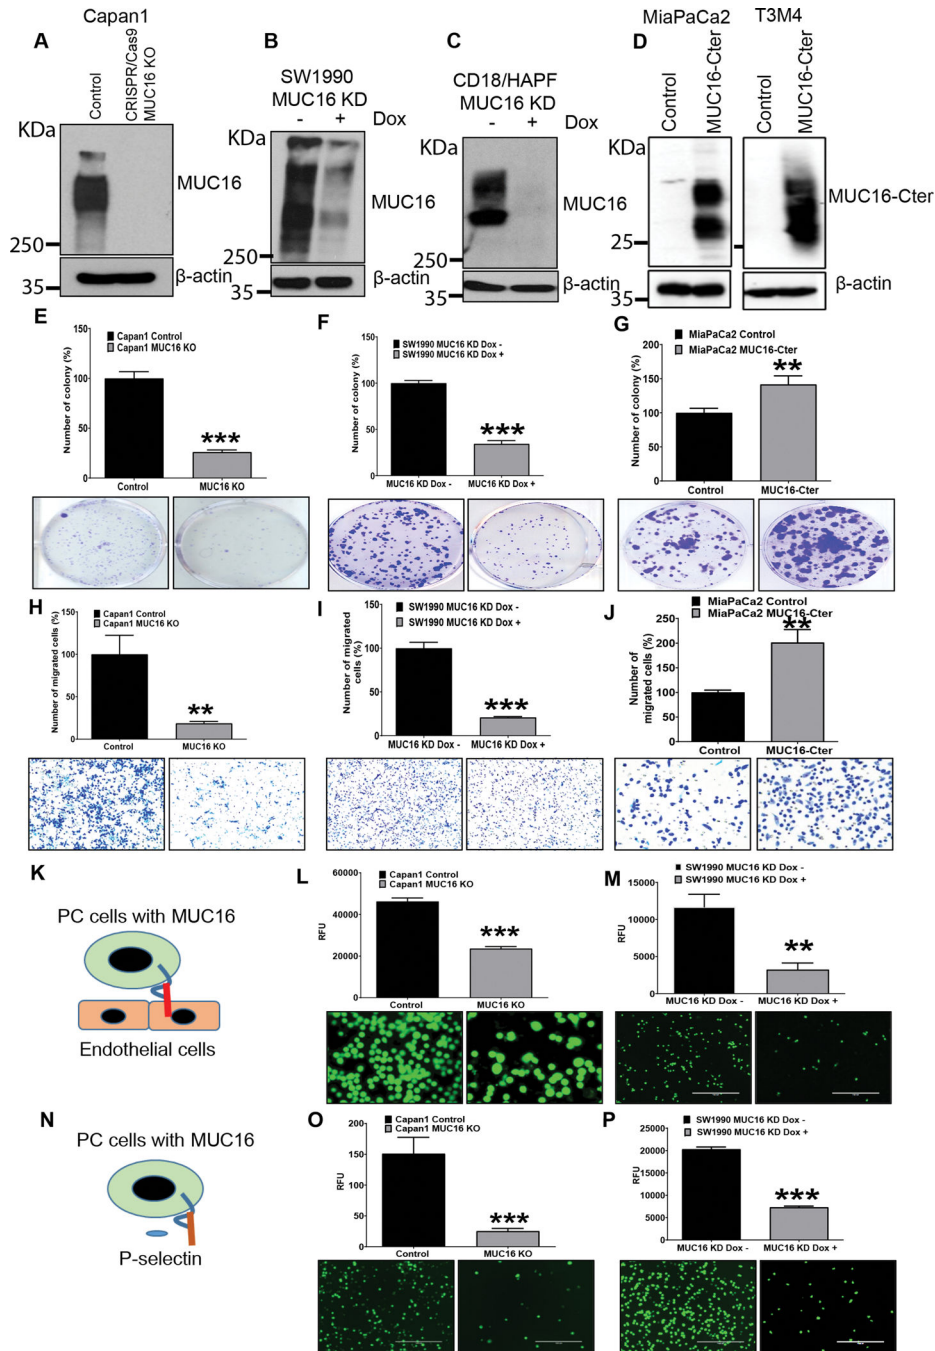 Capan1
A
KDa
Control
CRISPR/Cas9
MUC16 KO
MUC16
250
β-actin
35
B
SW1990
MUC16 KD
- + Dox
KDa
MUC16
250
β-actin
35
C
CD18/HAPF
MUC16 KD
- + Dox
KDa
MUC16
250
β-actin
35
MiaPaCa2 T3M4
D
Control
MUC16-Cter
Control
MUC16-Cter
KDa
MUC16-Cter
25
β-actin
35
E
Capan1 Control
Capan1 MUC16 KO
Number of colony (%)
150
100
50
0
***
Control MUC16 KO
F
SW1990 MUC16 KD Dox -
SW1990 MUC16 KD Dox +
Number of colony (%)
150
100
50
0
***
MUC16 KD Dox - MUC16 KD Dox +
G
MiaPaCa2 Control
MiaPaCa2 MUC16-Cter
Number of colony (%)
200
150
100
50
0
**
Control MUC16-Cter
H
Capan1 Control
Capan1 MUC16 KO
Number of migrated cells (%)
150
100
50
0
**
Control MUC16 KO
I
SW1990 MUC16 KD Dox -
SW1990 MUC16 KD Dox +
Number of migrated
cells (%)
150
100
50
0
***
MUC16 KD Dox - MUC16 KD Dox +
J
MiaPaCa2 Control
MiaPaCa2 MUC16-Cter
Number of
migrated cells (%)
250
200
150
100
50
0
**
Control MUC16-Cter
K
PC cells with MUC16
Endothelial cells
L
Capan1 Control
Capan1 MUC16 KO
RFU
60000
40000
20000
0
***
Control MUC16 KO
M
SW1990 MUC16 KD Dox -
SW1990 MUC16 KD Dox +
RFU
15000
10000
5000
0
**
MUC16 KD Dox - MUC16 KD Dox +
N
PC cells with MUC16
P-selectin
O
Capan1 Control
Capan1 MUC16 KO
RFU
200
150
100
50
0
***
Control MUC16 KO
P
SW1990 MUC16 KD Dox -
SW1990 MUC16 KD Dox +
RFU
25000
20000
15000
10000
5000
0
***
MUC16 KD Dox - MUC16 KD Dox +